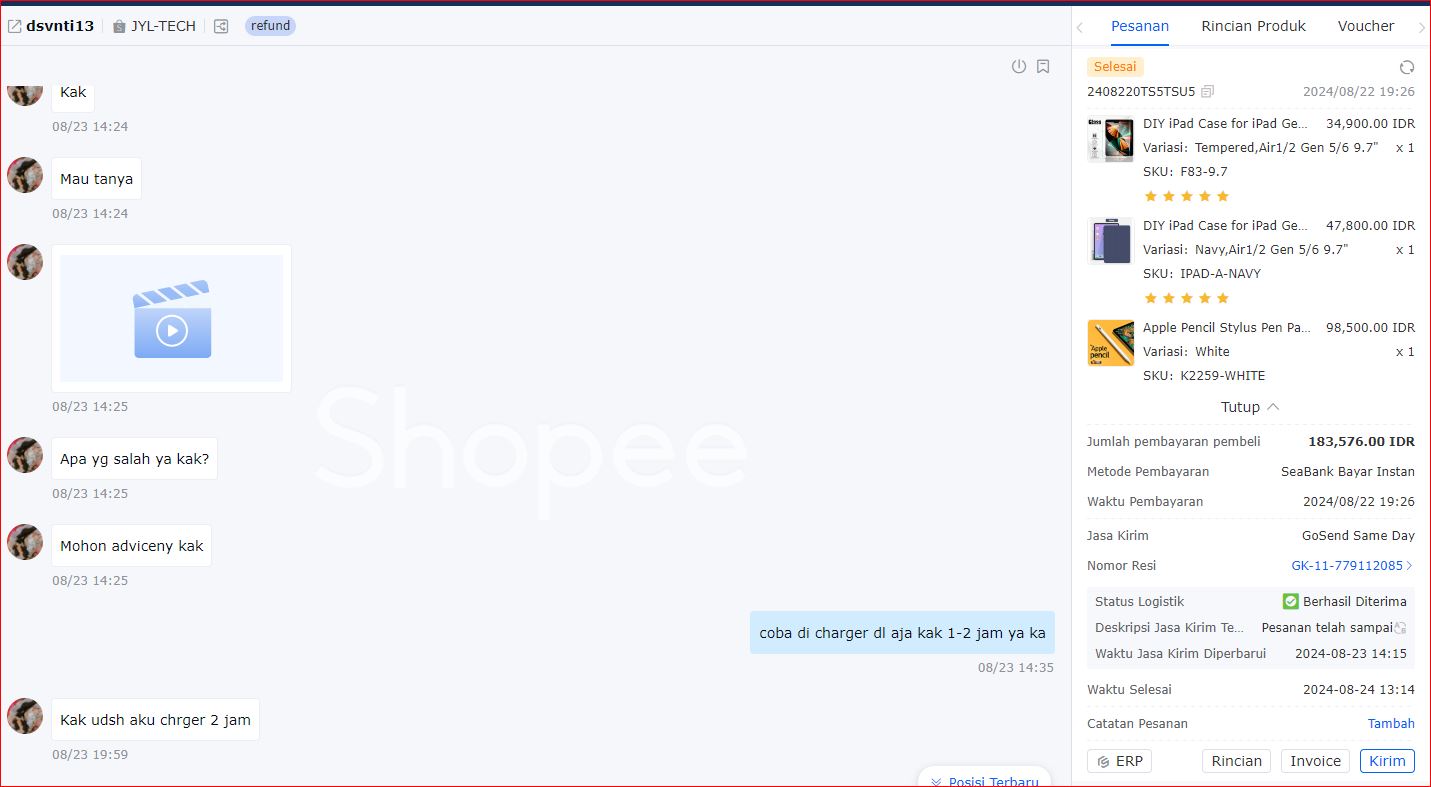 dsvnti13
JYL-TECH
refund
Kak
08/23 14:24
Mau tanya
08/23 14:24
08/23 14:25
Apa yg salah ya kak?
08/23 14:25
Mohon adviceny kak
08/23 14:25
coba di charger dl aja kak 1-2 jam ya ka
08/23 14:35
Kak udsh aku chrger 2 jam
08/23 19:59
Posisi Terbaru
Shopee
Pesanan Rincian Produk Voucher
Selesai
2408220TS5TSU5 2024/08/22 19:26
DIY iPad Case for iPad Ge... 34,900.00 IDR
Variasi: Tempered,Air1/2 Gen 5/6 9.7" x 1
SKU: F83-9.7
DIY iPad Case for iPad Ge... 47,800.00 IDR
Variasi: Navy,Air1/2 Gen 5/6 9.7" x 1
SKU: IPAD-A-NAVY
Apple Pencil Stylus Pen Pa... 98,500.00 IDR
Apple
pencil
Variasi: White x 1
SKU: K2259-WHITE
Tutup
Jumlah pembayaran pembeli 183,576.00 IDR
Metode Pembayaran SeaBank Bayar Instan
Waktu Pembayaran 2024/08/22 19:26
Jasa Kirim GoSend Same Day
Nomor Resi GK-11-779112085
Status Logistik Berhasil Diterima
Deskripsi Jasa Kirim Te... Pesanan telah sampai
Waktu Jasa Kirim Diperbarui 2024-08-23 14:15
Waktu Selesai 2024-08-24 13:14
Catatan Pesanan Tambah
ERP Rincian Invoice Kirim